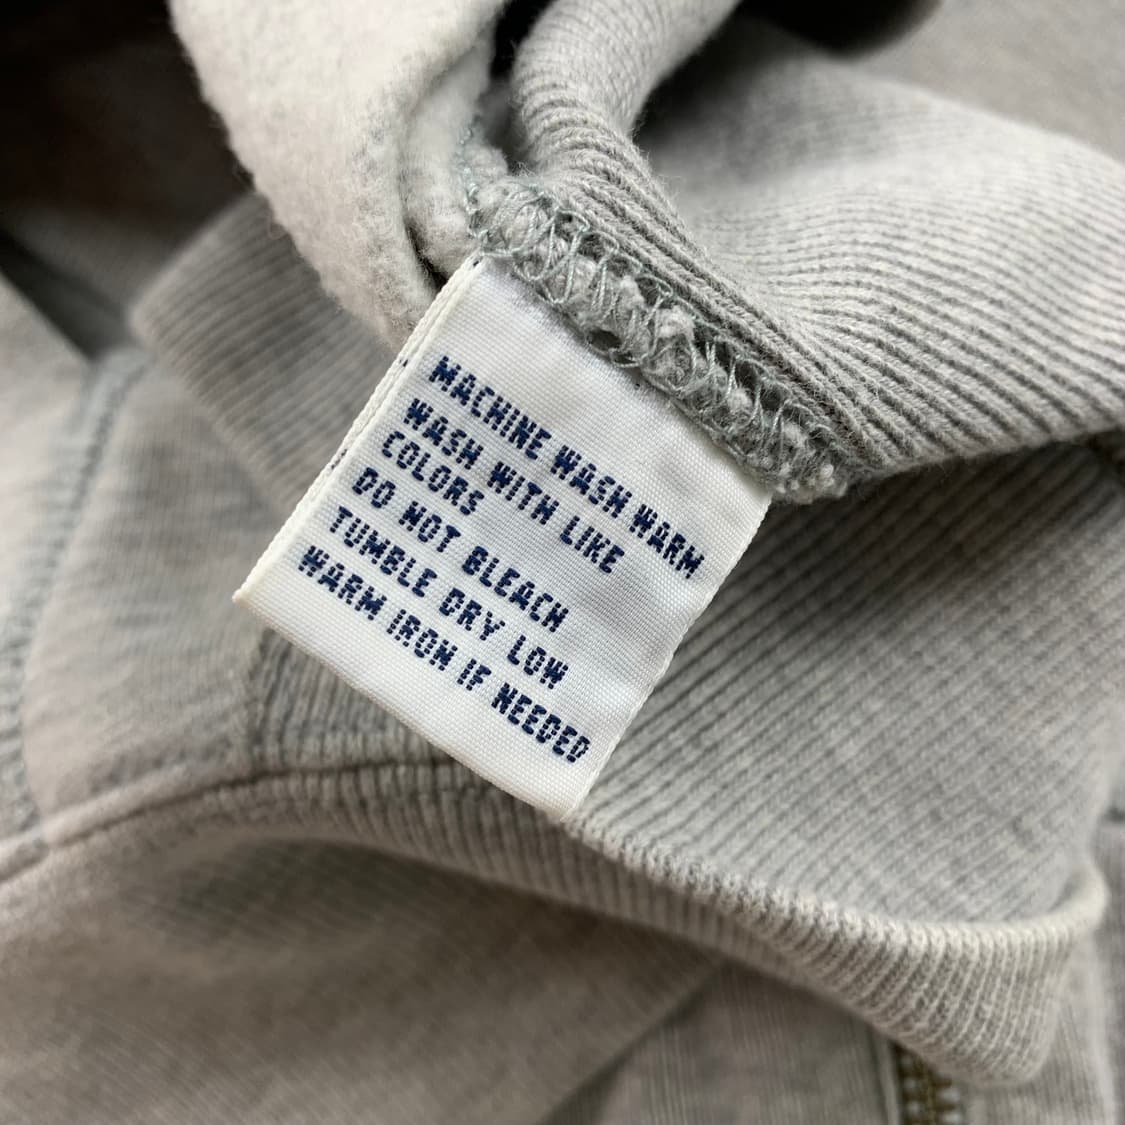 MACHINE WASH WARM
WASH WITH LIKE
COLORS
DO NOT BLEACH
TUMBLE DRY LOW
WARM IRON IF NEEDED